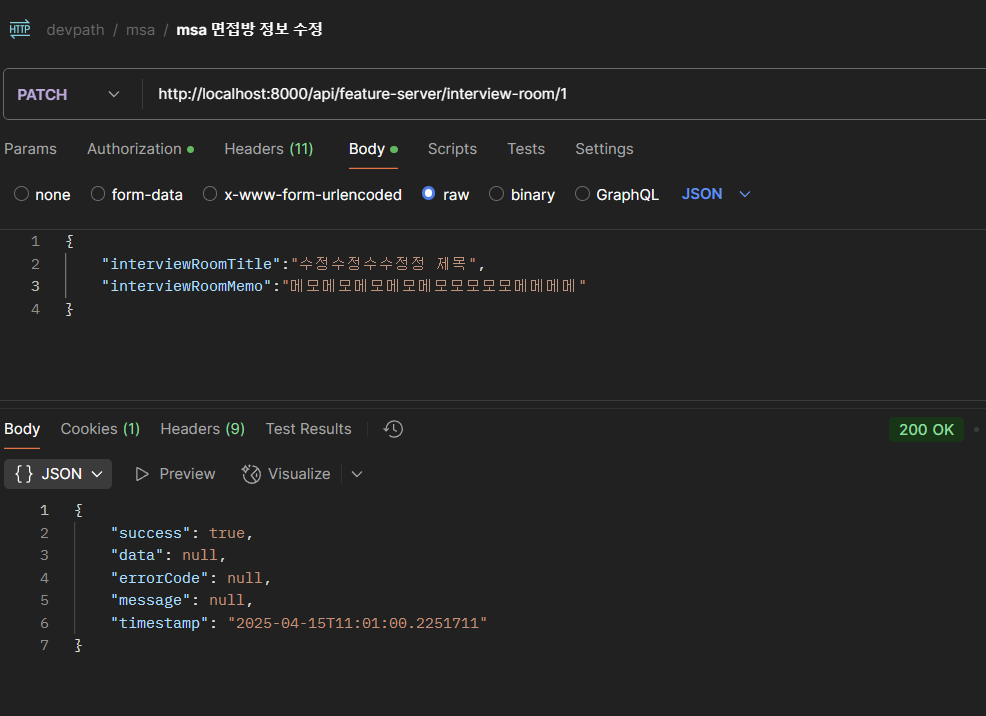 HTTP devpath / msa / msa 면접방 정보 수정
PATCH http://localhost:8000/api/feature-server/interview-room/1
Params Authorization Headers (11) Body Scripts Tests Settings
none form-data x-www-form-urlencoded raw binary GraphQL JSON
1 {
2 "interviewRoomTitle":"수정수정수수정정 제목",
3 "interviewRoomMemo":"메모메모메모메모메모모모모모메메메메"
4 }
Body Cookies (1) Headers (9) Test Results 200 OK
{} JSON Preview Visualize
1 {
2 "success": true,
3 "data": null,
4 "errorCode": null,
5 "message": null,
6 "timestamp": "2025-04-15T11:01:00.2251711"
7 }